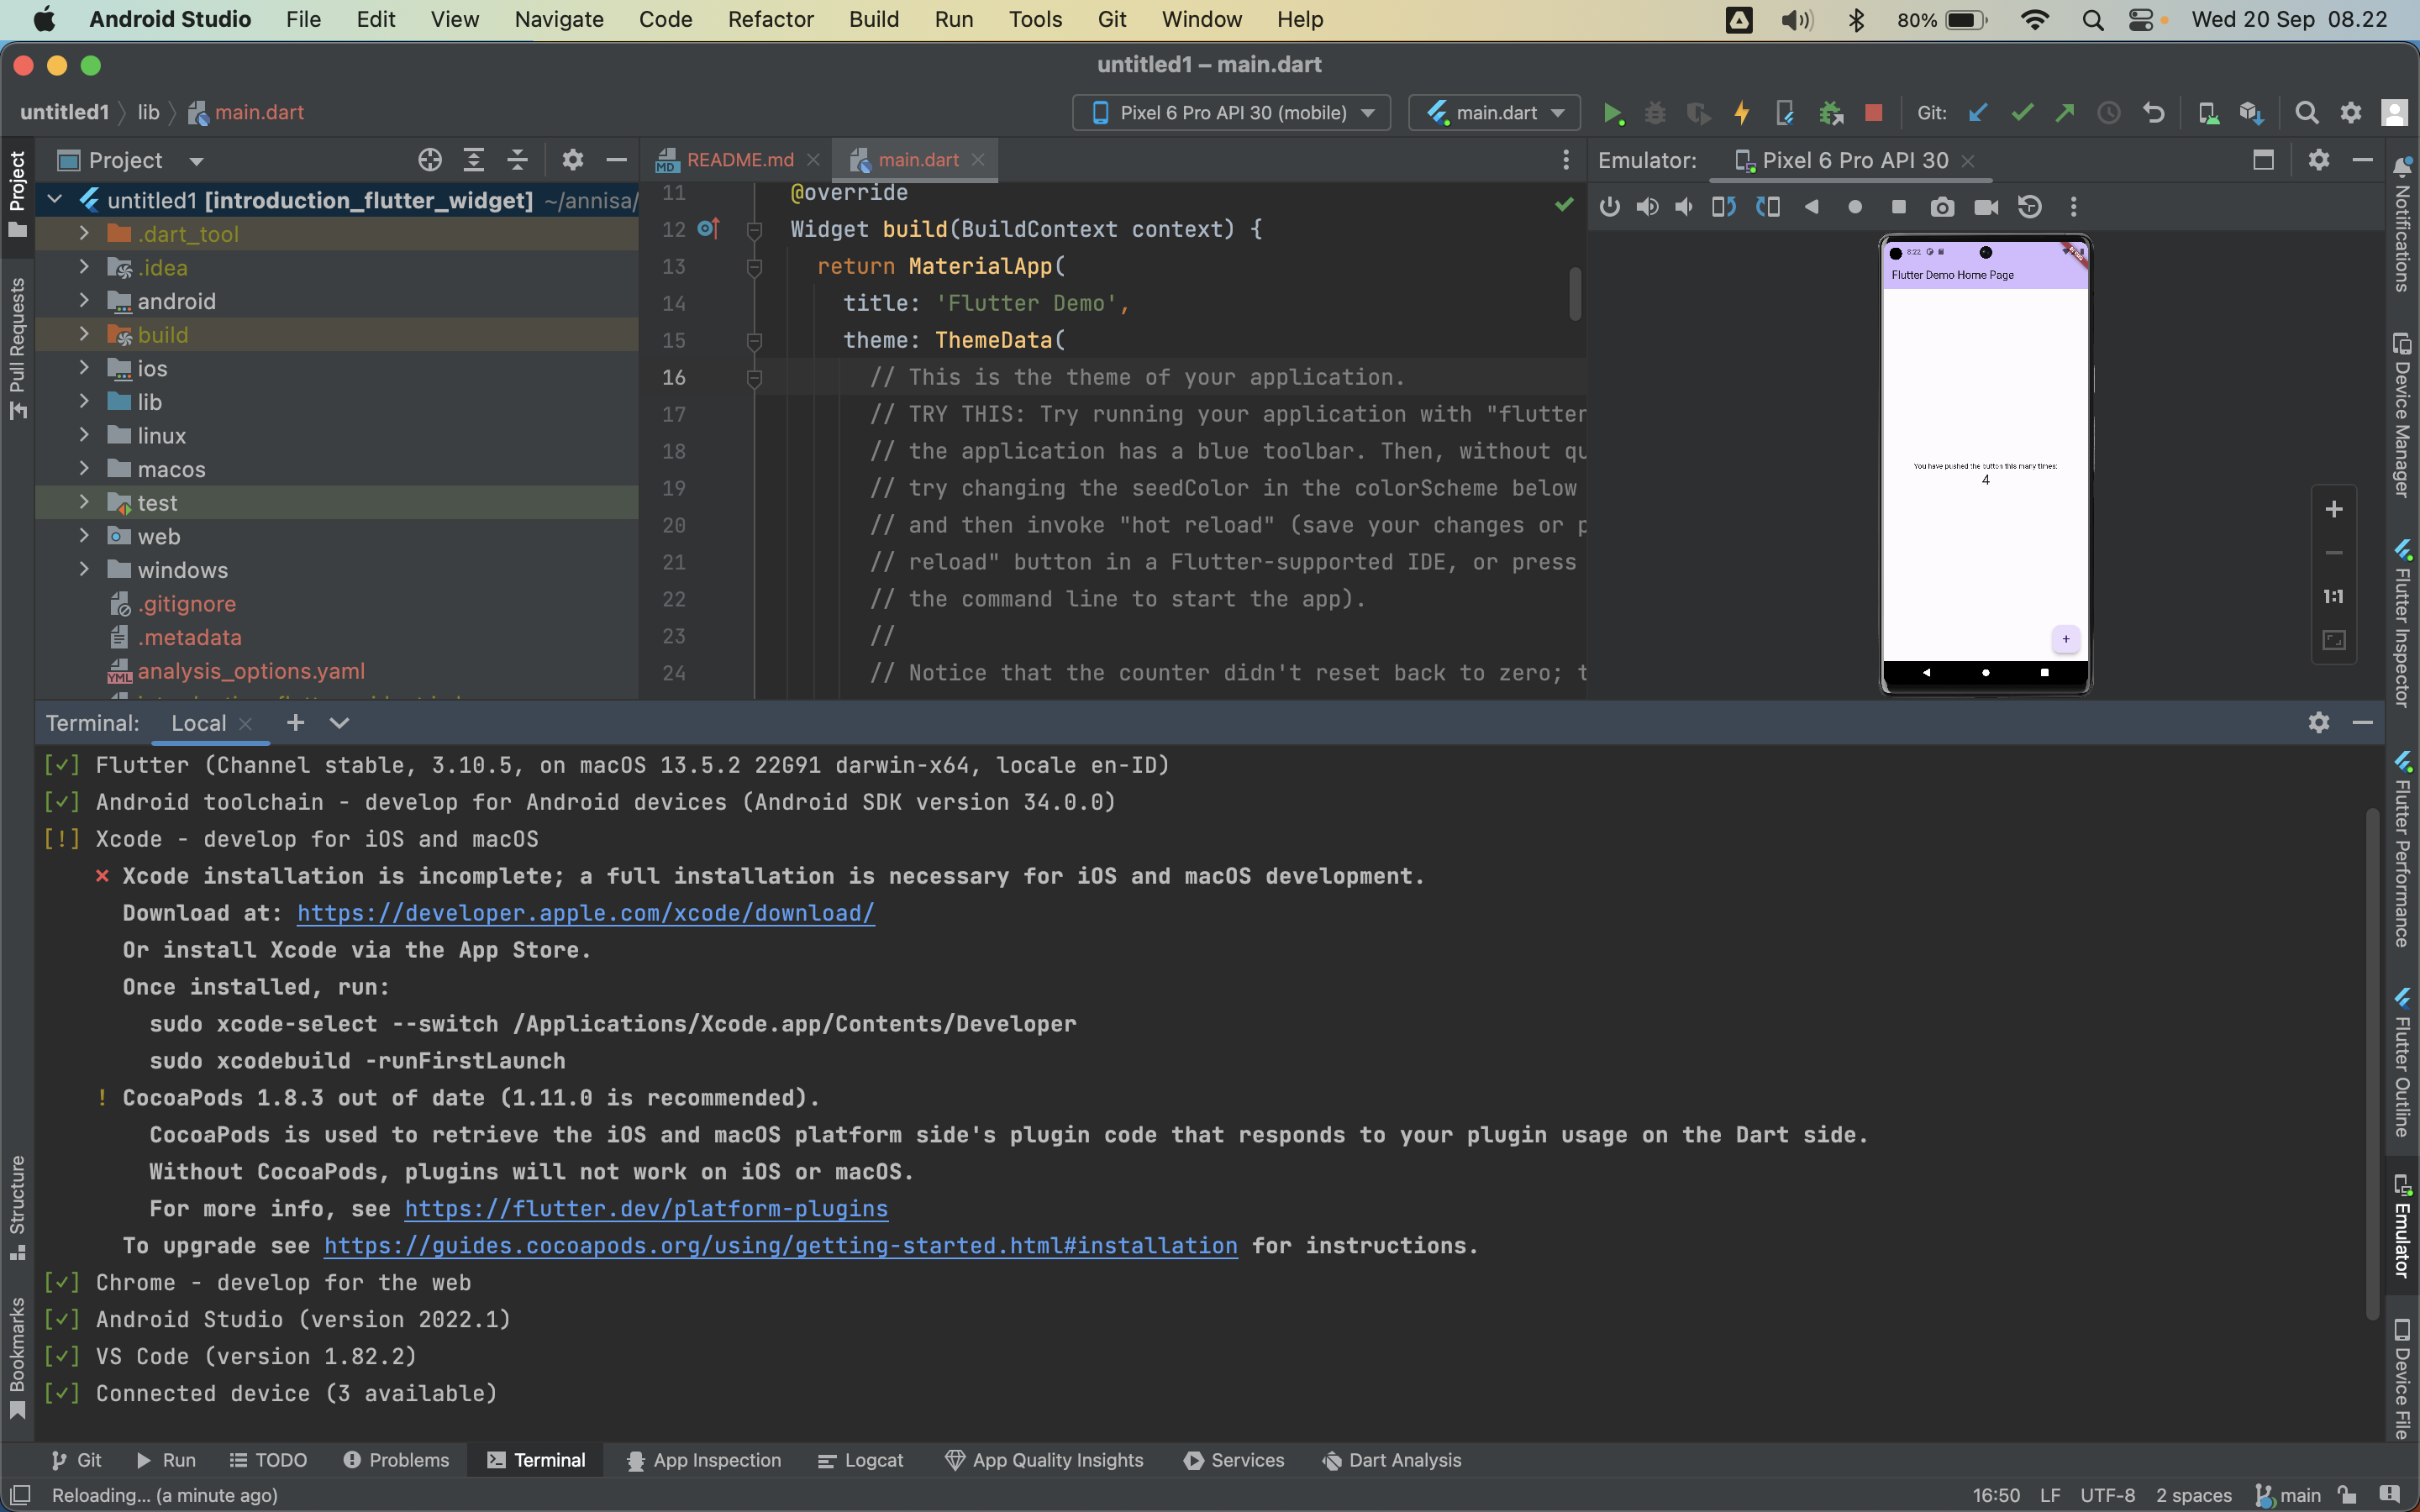 Android Studio File Edit View Navigate Code Refactor Build Run Tools Git Window Help 80% Wed 20 Sep 08.22
untitled1 – main.dart
untitled1 lib main.dart Pixel 6 Pro API 30 (mobile) main.dart Git:
Project
Pull Requests
Structure
Bookmarks
Project
untitled1 [introduction_flutter_widget] ~/annisa/
.dart_tool
.idea
android
build
ios
lib
linux
macos
test
web
windows
.gitignore
.metadata
analysis_options.yaml
README.md main.dart
11 @override
12 Widget build(BuildContext context) {
13 return MaterialApp(
14 title: 'Flutter Demo',
15 theme: ThemeData(
16 // This is the theme of your application.
17 // TRY THIS: Try running your application with "flutter
18 // the application has a blue toolbar. Then, without qu
19 // try changing the seedColor in the colorScheme below
20 // and then invoke "hot reload" (save your changes or p
21 // reload" button in a Flutter-supported IDE, or press
22 // the command line to start the app).
23 //
24 // Notice that the counter didn't reset back to zero; t
Emulator: Pixel 6 Pro API 30
8:22
Flutter Demo Home Page
You have pushed the button this many times:
4
+
1:1
Notifications
Device Manager
Flutter Inspector
Flutter Performance
Flutter Outline
Emulator
Device File
Terminal: Local
[✓] Flutter (Channel stable, 3.10.5, on macOS 13.5.2 22G91 darwin-x64, locale en-ID)
[✓] Android toolchain - develop for Android devices (Android SDK version 34.0.0)
[!] Xcode - develop for iOS and macOS
✗ Xcode installation is incomplete; a full installation is necessary for iOS and macOS development.
Download at: https://developer.apple.com/xcode/download/
Or install Xcode via the App Store.
Once installed, run:
sudo xcode-select --switch /Applications/Xcode.app/Contents/Developer
sudo xcodebuild -runFirstLaunch
! CocoaPods 1.8.3 out of date (1.11.0 is recommended).
CocoaPods is used to retrieve the iOS and macOS platform side's plugin code that responds to your plugin usage on the Dart side.
Without CocoaPods, plugins will not work on iOS or macOS.
For more info, see https://flutter.dev/platform-plugins
To upgrade see https://guides.cocoapods.org/using/getting-started.html#installation for instructions.
[✓] Chrome - develop for the web
[✓] Android Studio (version 2022.1)
[✓] VS Code (version 1.82.2)
[✓] Connected device (3 available)
Git Run TODO Problems Terminal App Inspection Logcat App Quality Insights Services Dart Analysis
Reloading... (a minute ago) 16:50 LF UTF-8 2 spaces main